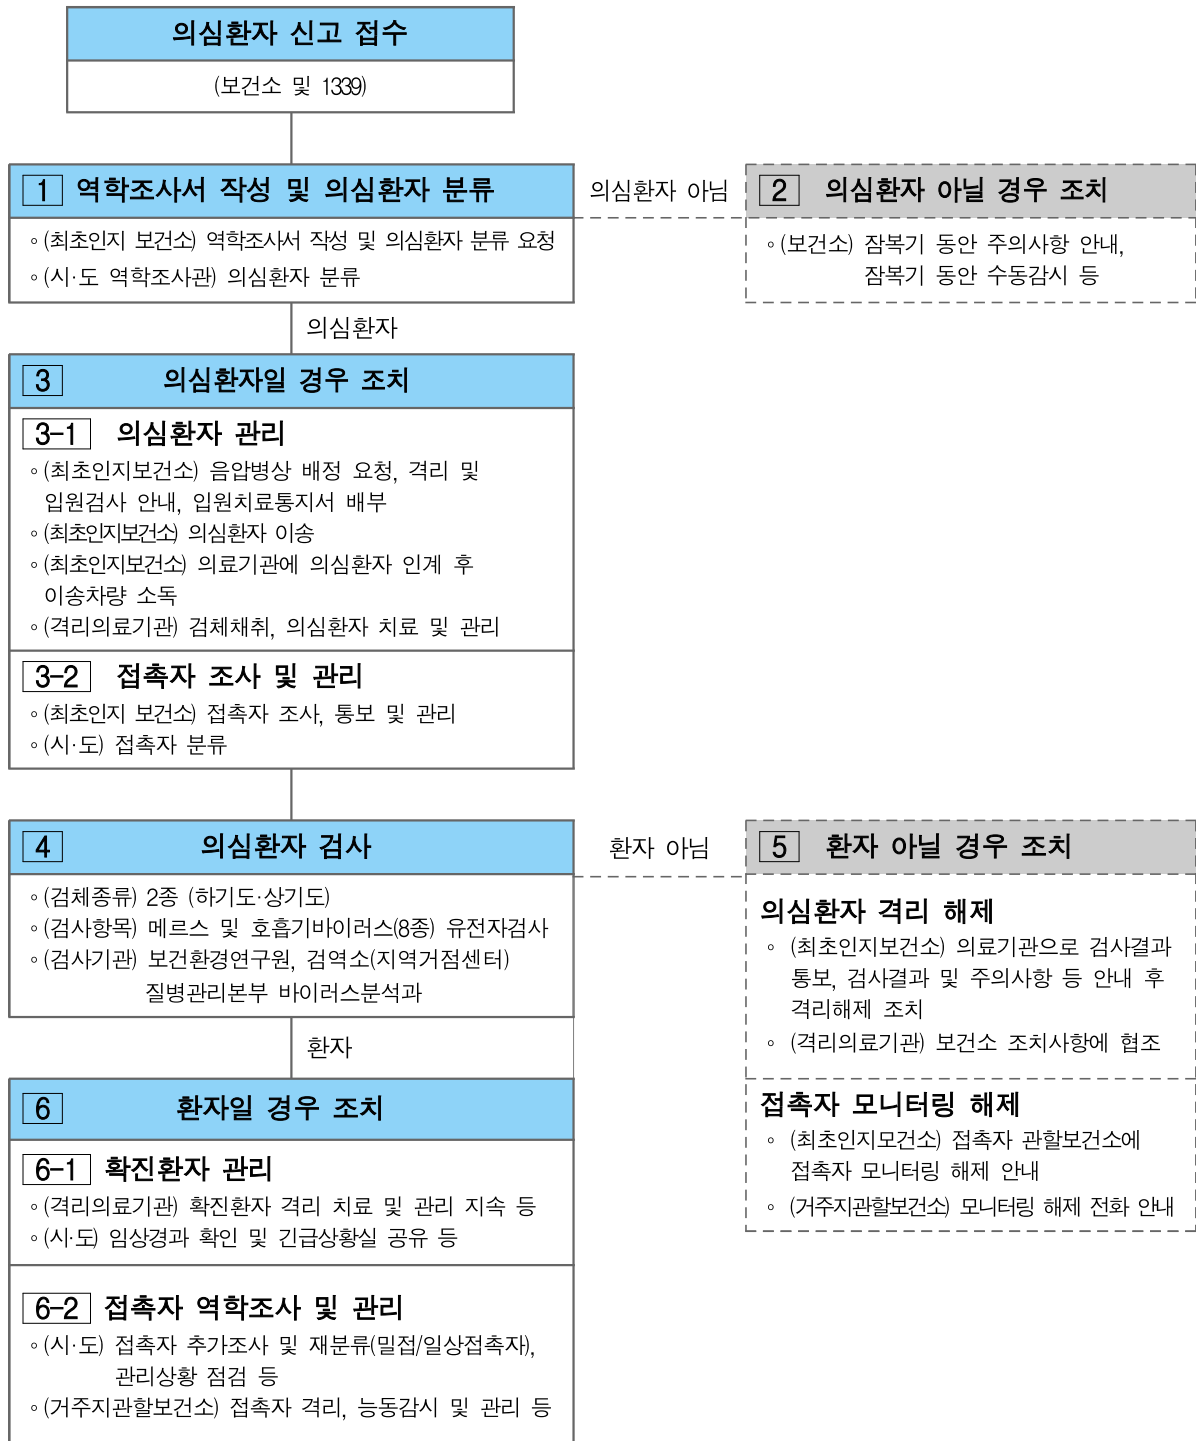 의심환자 신고 접수
(보건소 및 1339)
1 역학조사서 작성 및 의심환자 분류
◦(최초인지 보건소) 역학조사서 작성 및 의심환자 분류 요청
◦(시·도 역학조사관) 의심환자 분류
의심환자 아님
2 의심환자 아닐 경우 조치
◦(보건소) 잠복기 동안 주의사항 안내,
잠복기 동안 수동감시 등
의심환자
3 의심환자일 경우 조치
3-1 의심환자 관리
◦(최초인지보건소) 음압병상 배정 요청, 격리 및
입원검사 안내, 입원치료통지서 배부
◦(최초인지보건소) 의심환자 이송
◦(최초인지보건소) 의료기관에 의심환자 인계 후
이송차량 소독
◦(격리의료기관) 검체채취, 의심환자 치료 및 관리
3-2 접촉자 조사 및 관리
◦(최초인지 보건소) 접촉자 조사, 통보 및 관리
◦(시·도) 접촉자 분류
4 의심환자 검사
◦(검체종류) 2종 (하기도·상기도)
◦(검사항목) 메르스 및 호흡기바이러스(8종) 유전자검사
◦(검사기관) 보건환경연구원, 검역소(지역거점센터)
질병관리본부 바이러스분석과
환자 아님
5 환자 아닐 경우 조치
의심환자 격리 해제
◦ (최초인지보건소) 의료기관으로 검사결과
통보, 검사결과 및 주의사항 등 안내 후
격리해제 조치
◦ (격리의료기관) 보건소 조치사항에 협조
접촉자 모니터링 해제
◦ (최초인지모건소) 접촉자 관할보건소에
접촉자 모니터링 해제 안내
◦ (거주지관할보건소) 모니터링 해제 전화 안내
환자
6 환자일 경우 조치
6-1 확진환자 관리
◦(격리의료기관) 확진환자 격리 치료 및 관리 지속 등
◦(시·도) 임상경과 확인 및 긴급상황실 공유 등
6-2 접촉자 역학조사 및 관리
◦(시·도) 접촉자 추가조사 및 재분류(밀접/일상접촉자),
관리상황 점검 등
◦(거주지관할보건소) 접촉자 격리, 능동감시 및 관리 등